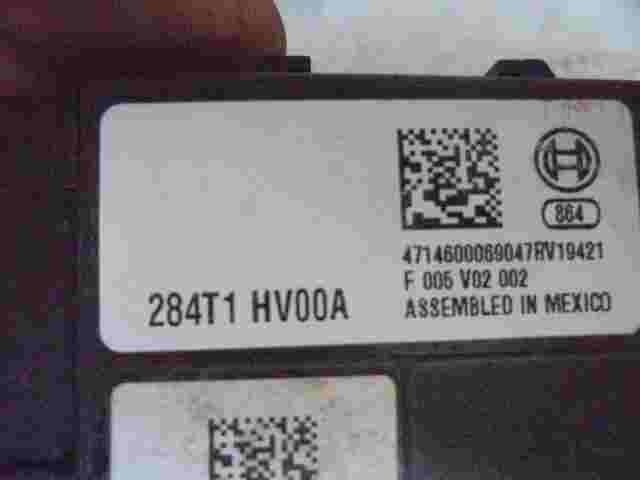 864
4714600069047RV19421
F 005 V02 002
284T1 HV00A
ASSEMBLED IN MEXICO